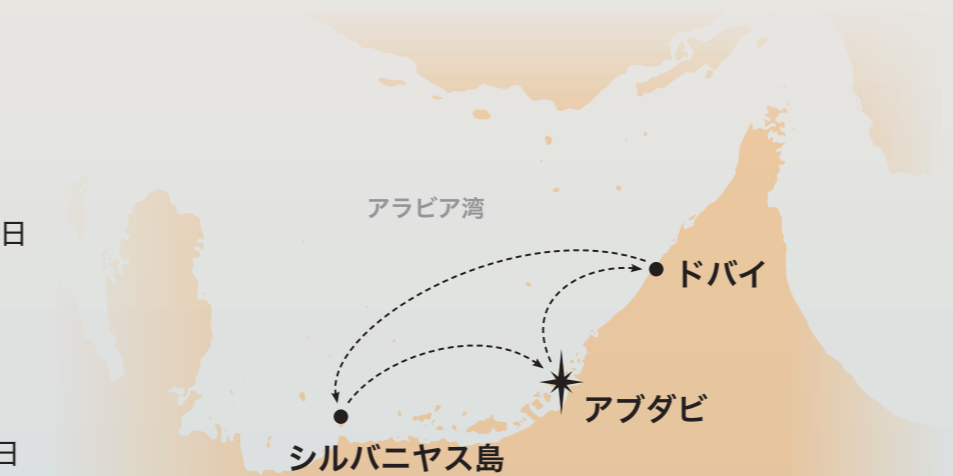 アラビア湾
日
ドバイ
アブダビ
日
シルバニヤス島